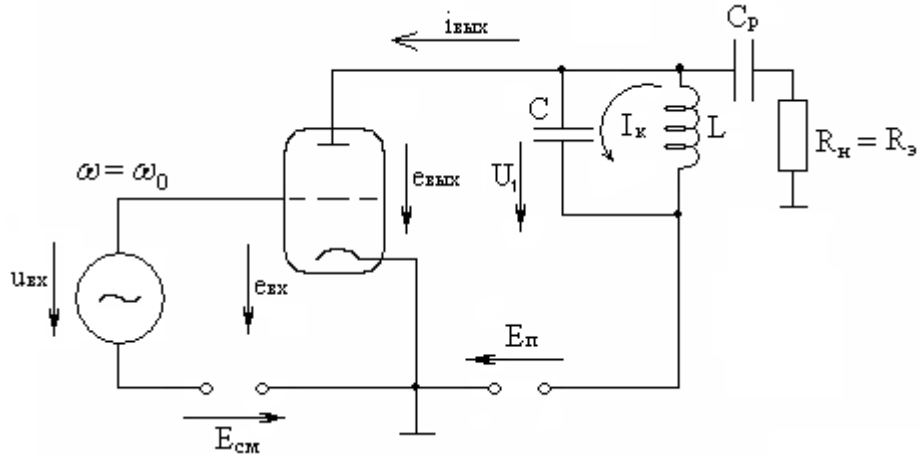 iвых
Cр
C
Iк
L
Rн = Rэ
ω = ω0
eвых
U1
uвх
eвх
Eп
Eсм